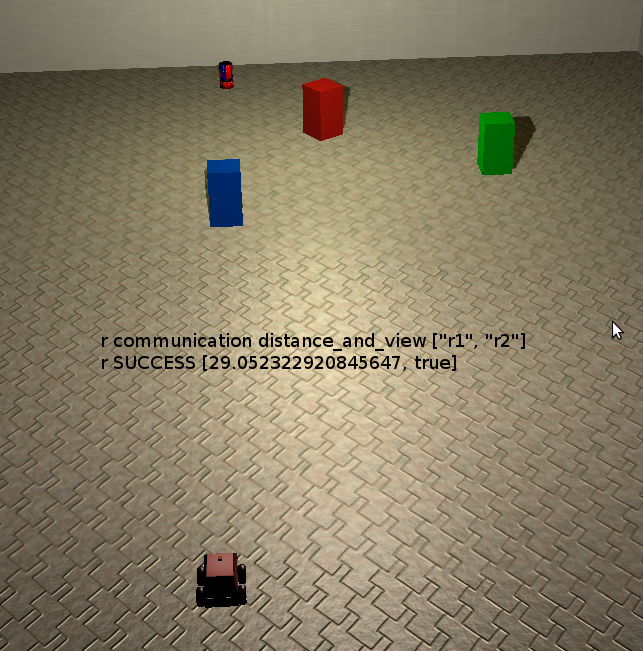 r communication distance_and_view ["r1", "r2"]
r SUCCESS [29.052322920845647, true]